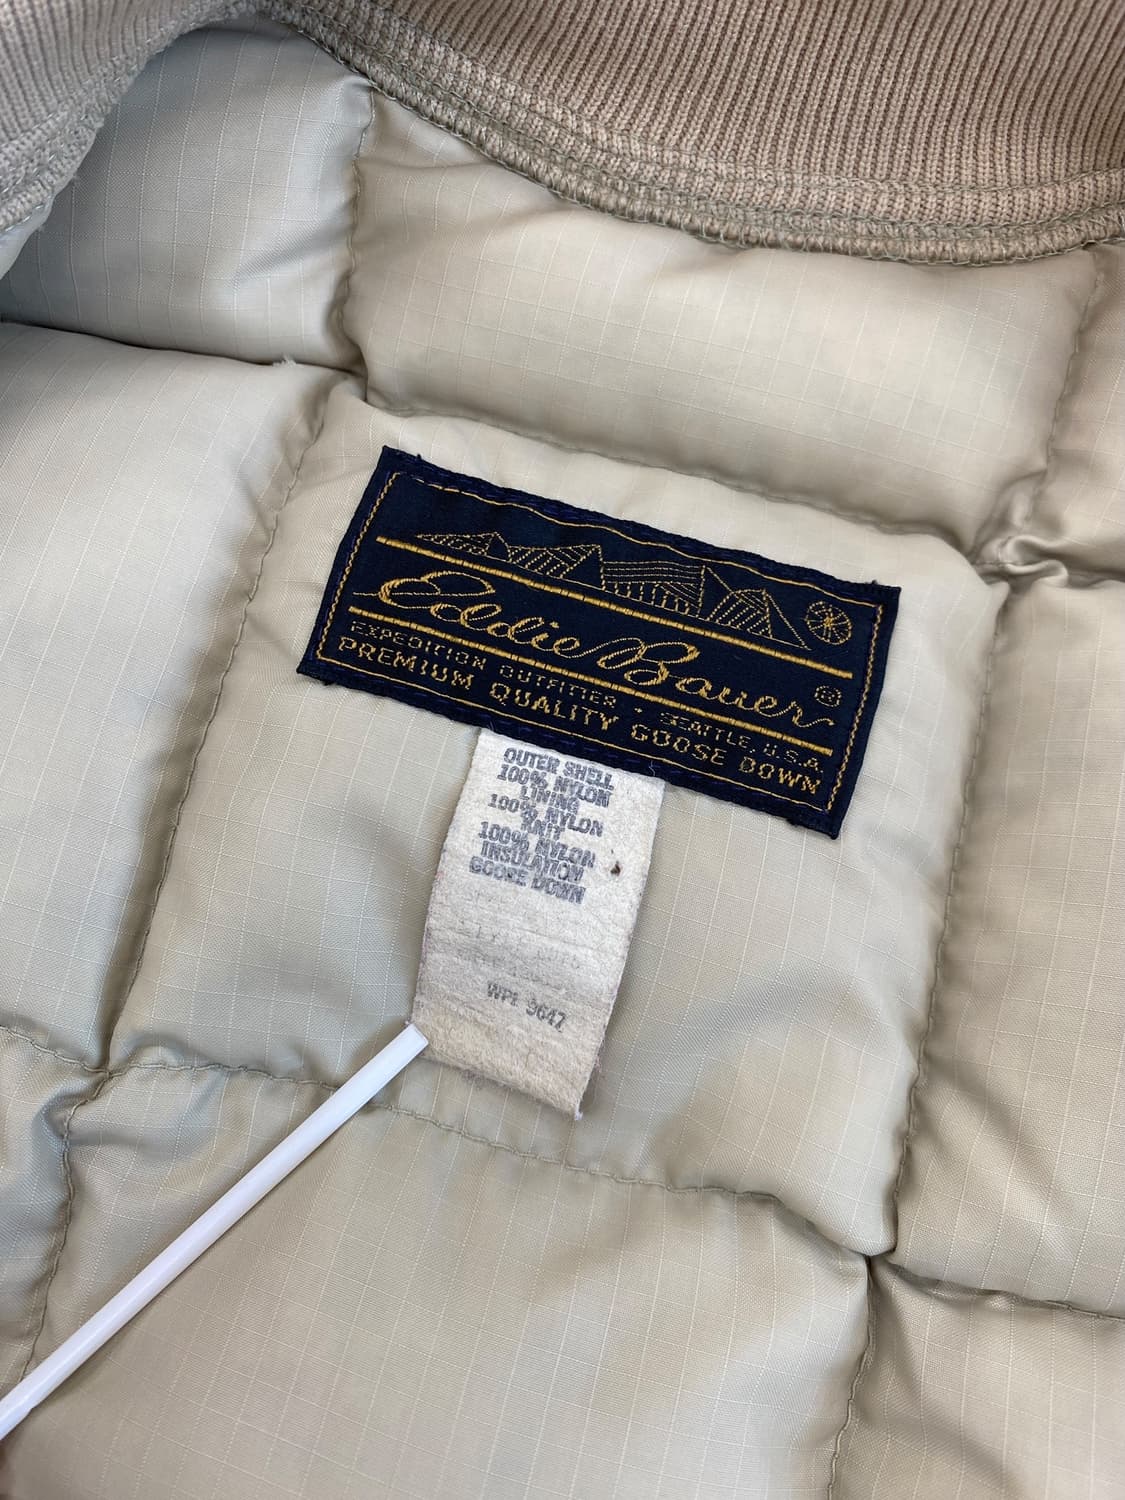 Eddie Bauer ®
EXPEDITION OUTFITTER • SEATTLE, U.S.A.
PREMIUM QUALITY GOOSE DOWN
OUTER SHELL
100% NYLON
LINING
100% NYLON
KNIT
100% NYLON
INSULATION
GOOSE DOWN
WPL 9647